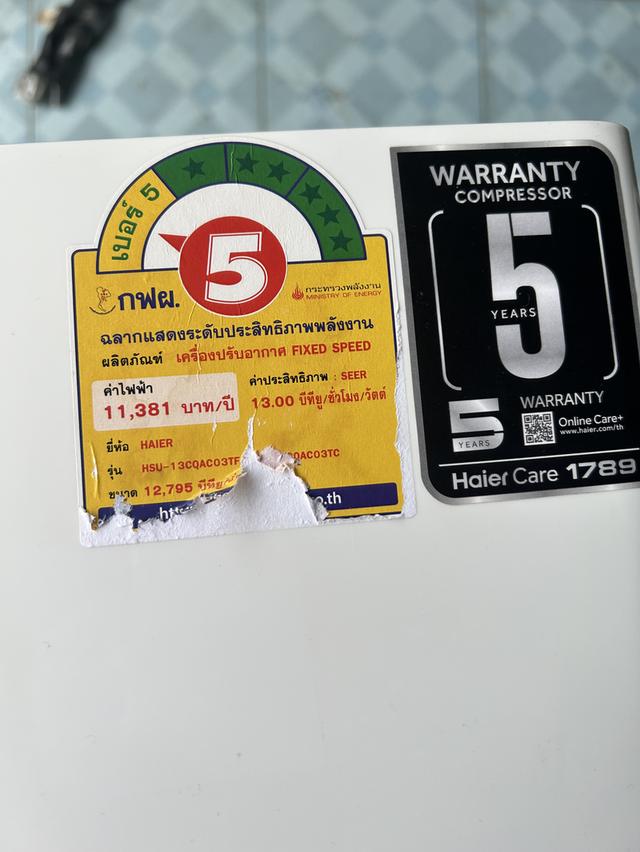 เบอร์ 5
5
กฟผ.
กระทรวงพลังงาน
MINISTRY OF ENERGY
ฉลากแสดงระดับประสิทธิภาพพลังงาน
ผลิตภัณฑ์ เครื่องปรับอากาศ FIXED SPEED
ค่าไฟฟ้า
11,381 บาท/ปี
ค่าประสิทธิภาพ : SEER
13.00 บีทียู/ชั่วโมง/วัตต์
ยี่ห้อ HAIER
รุ่น HSU-13CQAC03TF QAC03TC
ขนาด 12,795 บีทียู
htt o.th
WARRANTY
COMPRESSOR
5
YEARS
5
YEARS
WARRANTY
Online Care+
www.haier.com/th
Haier Care 1789